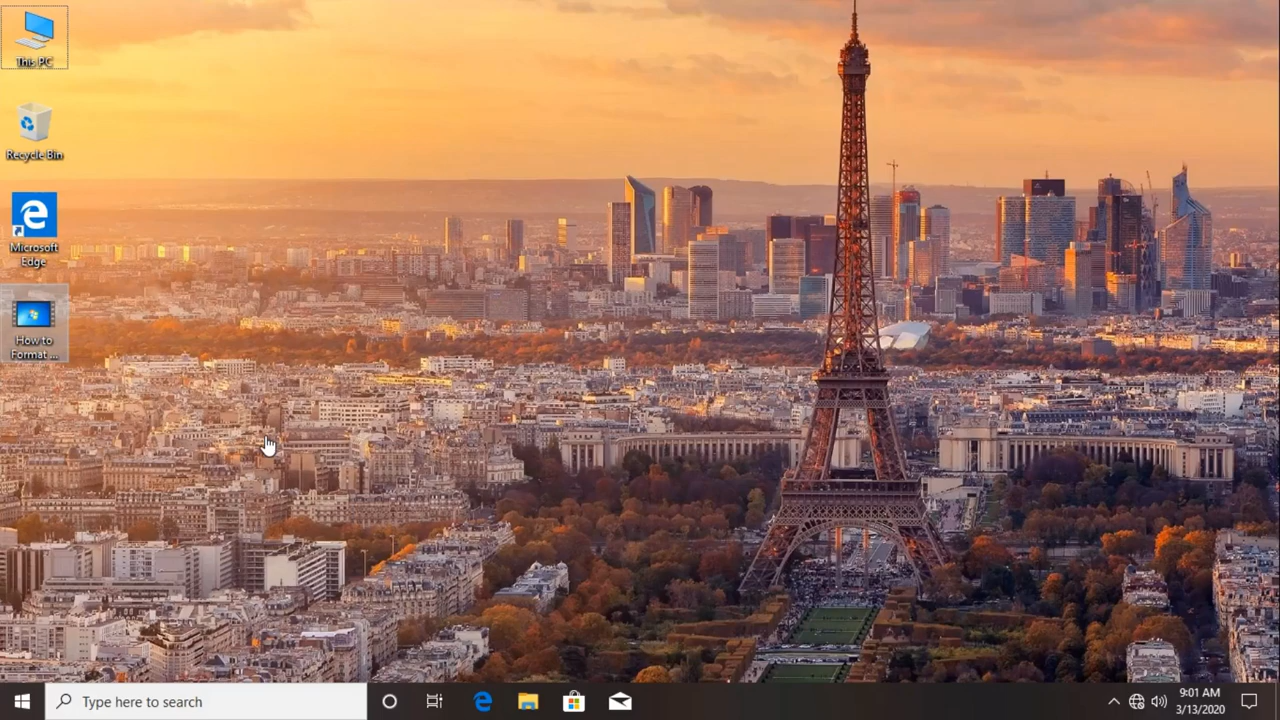 This PC
Recycle Bin
Microsoft
Edge
How to
Format ...
Type here to search
9:01 AM
3/13/2020